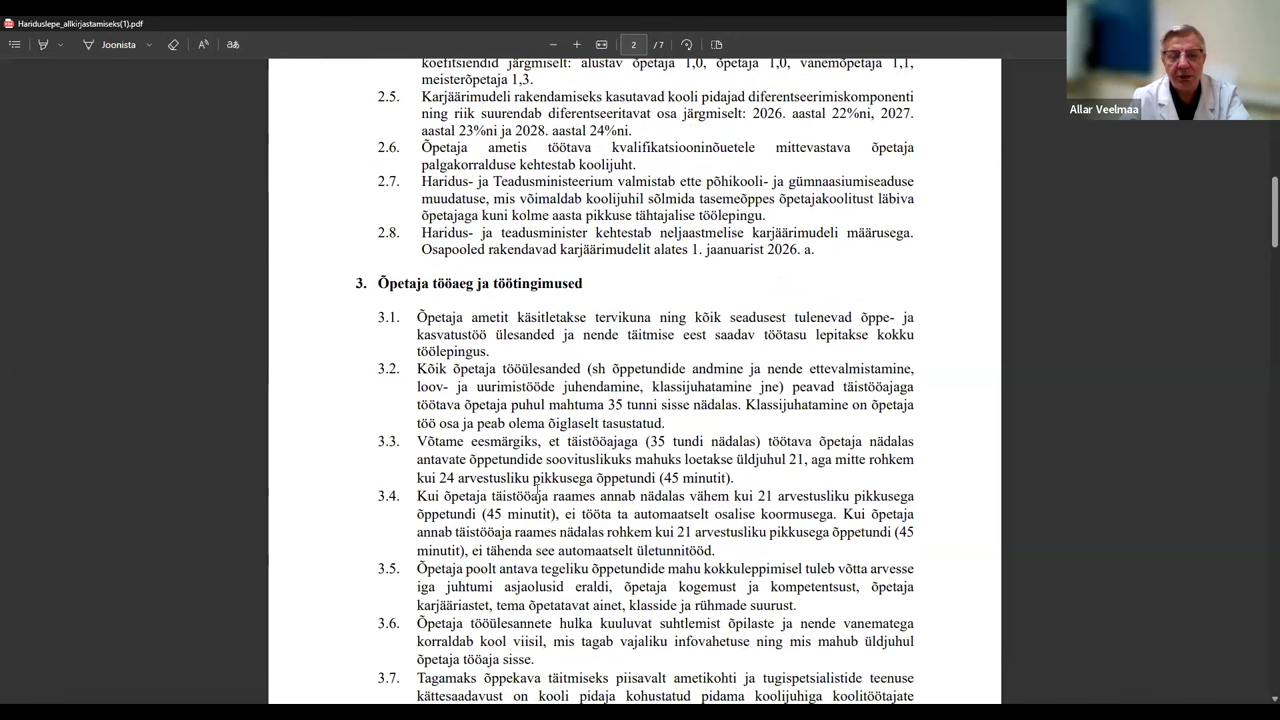 Hariduslepe_allkirjastamiseks(1).pdf
Joonista
2
/ 7
Allar Veelmaa
koefitsiendid järgmiselt: alustav õpetaja 1,0, õpetaja 1,0, vanemõpetaja 1,1,
meisterõpetaja 1,3.
2.5. Karjäärimudeli rakendamiseks kasutavad kooli pidajad diferentseerimiskomponenti
ning riik suurendab diferentseeritavat osa järgmiselt: 2026. aastal 22%ni, 2027.
aastal 23%ni ja 2028. aastal 24%ni.
2.6. Õpetaja ametis töötava kvalifikatsiooninõuetele mittevastava õpetaja
palgakorralduse kehtestab koolijuht.
2.7. Haridus- ja Teadusministeerium valmistab ette põhikooli- ja gümnaasiumiseaduse
muudatuse, mis võimaldab koolijuhil sõlmida tasemeõppes õpetajakoolitust läbiva
õpetajaga kuni kolme aasta pikkuse tähtajalise töölepingu.
2.8. Haridus- ja teadusminister kehtestab neljaastmelise karjäärimudeli määrusega.
Osapooled rakendavad karjäärimudelit alates 1. jaanuarist 2026. a.
3. Õpetaja tööaeg ja töötingimused
3.1. Õpetaja ametit käsitletakse tervikuna ning kõik seadusest tulenevad õppe- ja
kasvatustöö ülesanded ja nende täitmise eest saadav töötasu lepitakse kokku
töölepingus.
3.2. Kõik õpetaja tööülesanded (sh õppetundide andmine ja nende ettevalmistamine,
loov- ja uurimistööde juhendamine, klassijuhatamine jne) peavad täistööajaga
töötava õpetaja puhul mahtuma 35 tunni sisse nädalas. Klassijuhatamine on õpetaja
töö osa ja peab olema õiglaselt tasustatud.
3.3. Võtame eesmärgiks, et täistööajaga (35 tundi nädalas) töötava õpetaja nädalas
antavate õppetundide soovituslikuks mahuks loetakse üldjuhul 21, aga mitte rohkem
kui 24 arvestusliku pikkusega õppetundi (45 minutit).
3.4. Kui õpetaja täistööaja raames annab nädalas vähem kui 21 arvestusliku pikkusega
õppetundi (45 minutit), ei tööta ta automaatselt osalise koormusega. Kui õpetaja
annab täistööaja raames nädalas rohkem kui 21 arvestusliku pikkusega õppetundi (45
minutit), ei tähenda see automaatselt ületunnitööd.
3.5. Õpetaja poolt antava tegeliku õppetundide mahu kokkuleppimisel tuleb võtta arvesse
iga juhtumi asjaolusid eraldi, õpetaja kogemust ja kompetentsust, õpetaja
karjääriastet, tema õpetatavat ainet, klasside ja rühmade suurust.
3.6. Õpetaja tööülesannete hulka kuuluvat suhtlemist õpilaste ja nende vanematega
korraldab kool viisil, mis tagab vajaliku infovahetuse ning mis mahub üldjuhul
õpetaja tööaja sisse.
3.7. Tagamaks õppekava täitmiseks piisavalt ametikohti ja tugispetsialistide teenuse
kättesaadavust on kooli pidaja kohustatud pidama koolijuhiga koolitöötajate